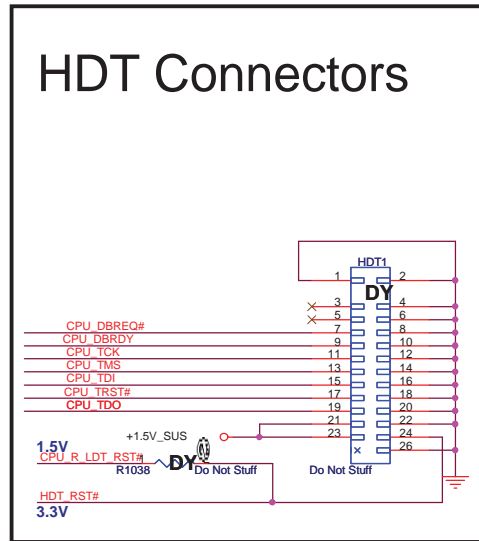 HDT Connectors
HDT1
1 2
DY
3 4
5 6
CPU_DBREQ# 7 8
CPU_DBRDY 9 10
CPU_TCK 11 12
CPU_TMS 13 14
CPU_TDI 15 16
CPU_TRST# 17 18
CPU_TDO 19 20
21 22
+1.5V_SUS 23 24
1.5V
26
CPU_R_LDT_RST# 1
R1038 DY Do Not Stuff Do Not Stuff
HDT_RST#
3.3V